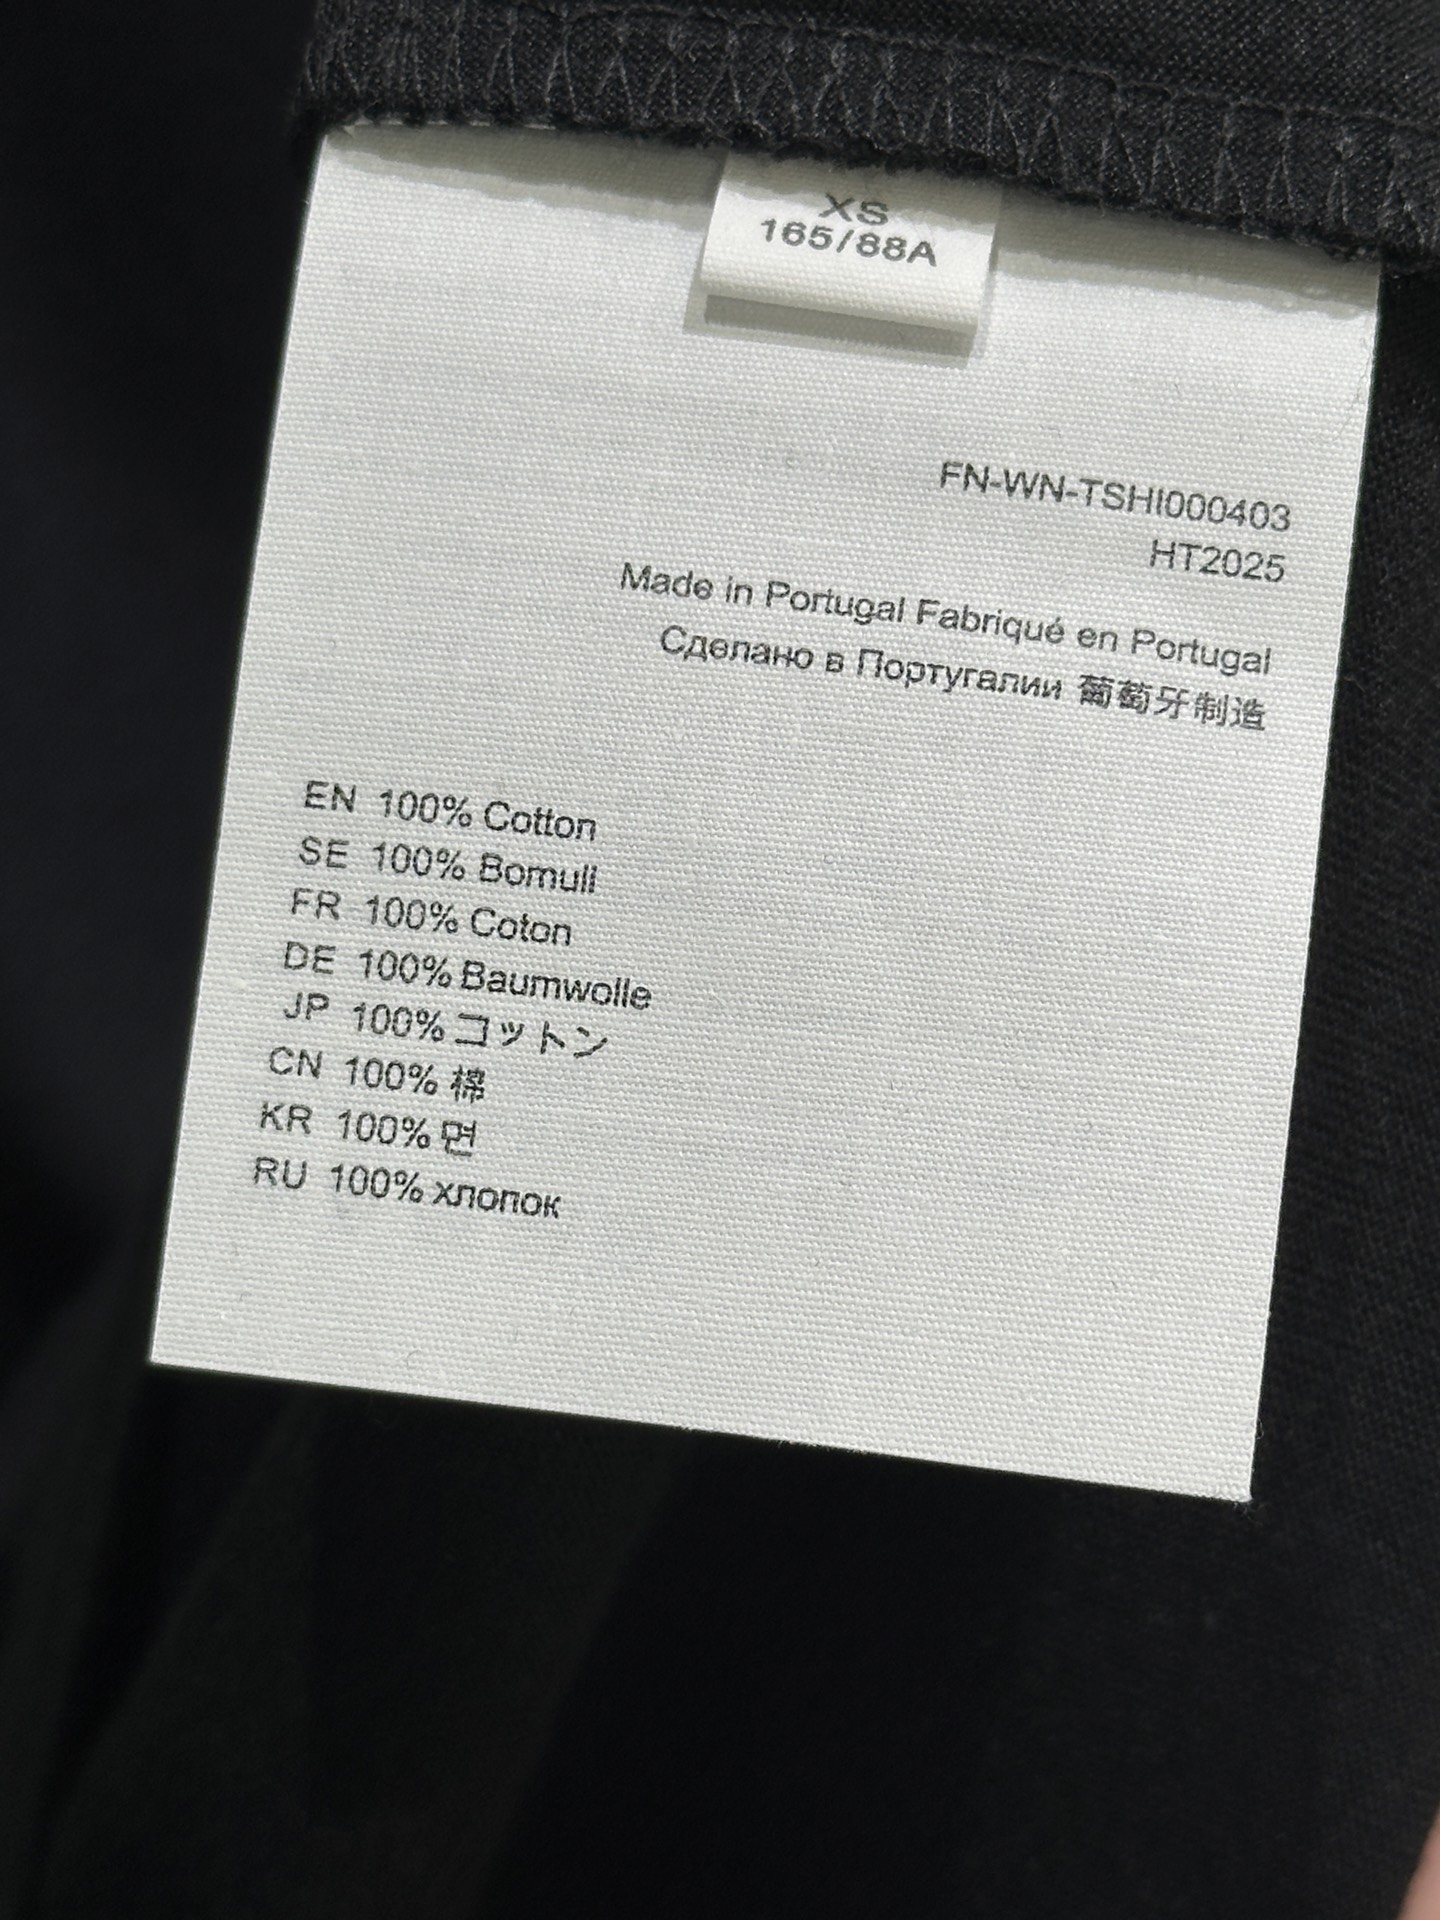 XS
165/88A
FN-WN-TSHI000403
HT2025
Made in Portugal Fabriqué en Portugal
Сделано в Португалии 葡萄牙制造
EN 100% Cotton
SE 100% Bomull
FR 100% Coton
DE 100% Baumwolle
JP 100% コットン
CN 100% 棉
KR 100% 면
RU 100% хлопок